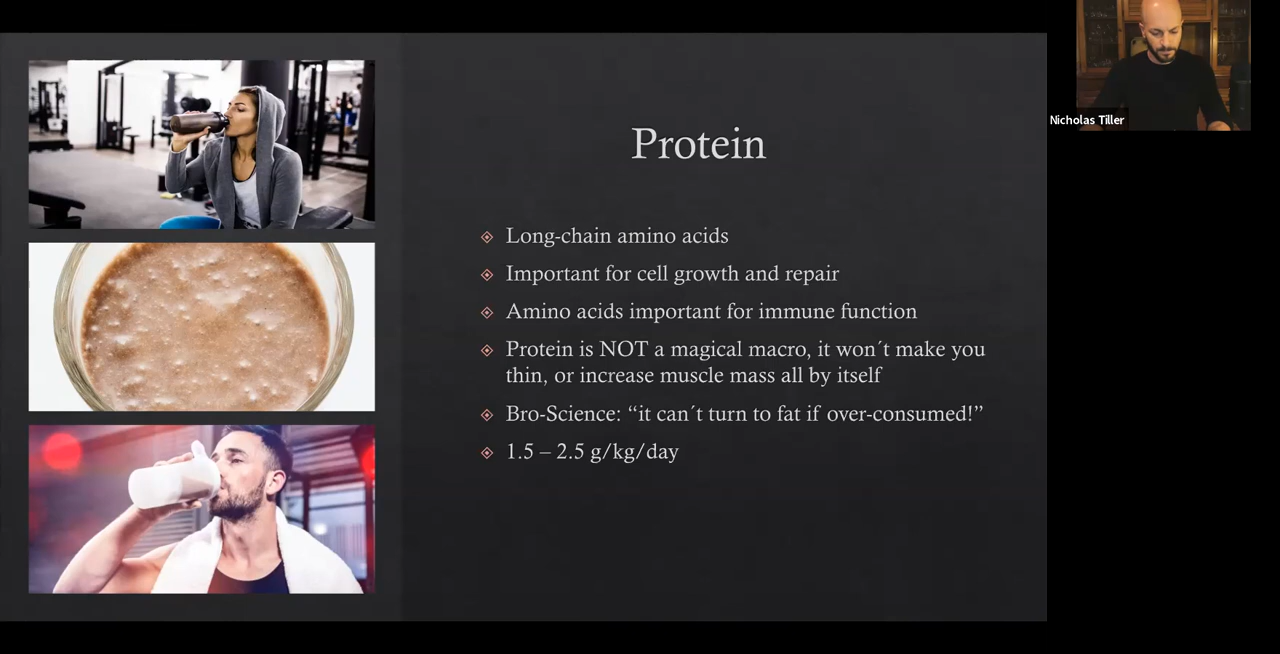 Protein
Long-chain amino acids
Important for cell growth and repair
Amino acids important for immune function
Protein is NOT a magical macro, it won´t make you
thin, or increase muscle mass all by itself
Bro-Science: “it can´t turn to fat if over-consumed!”
1.5 – 2.5 g/kg/day
Nicholas Tiller